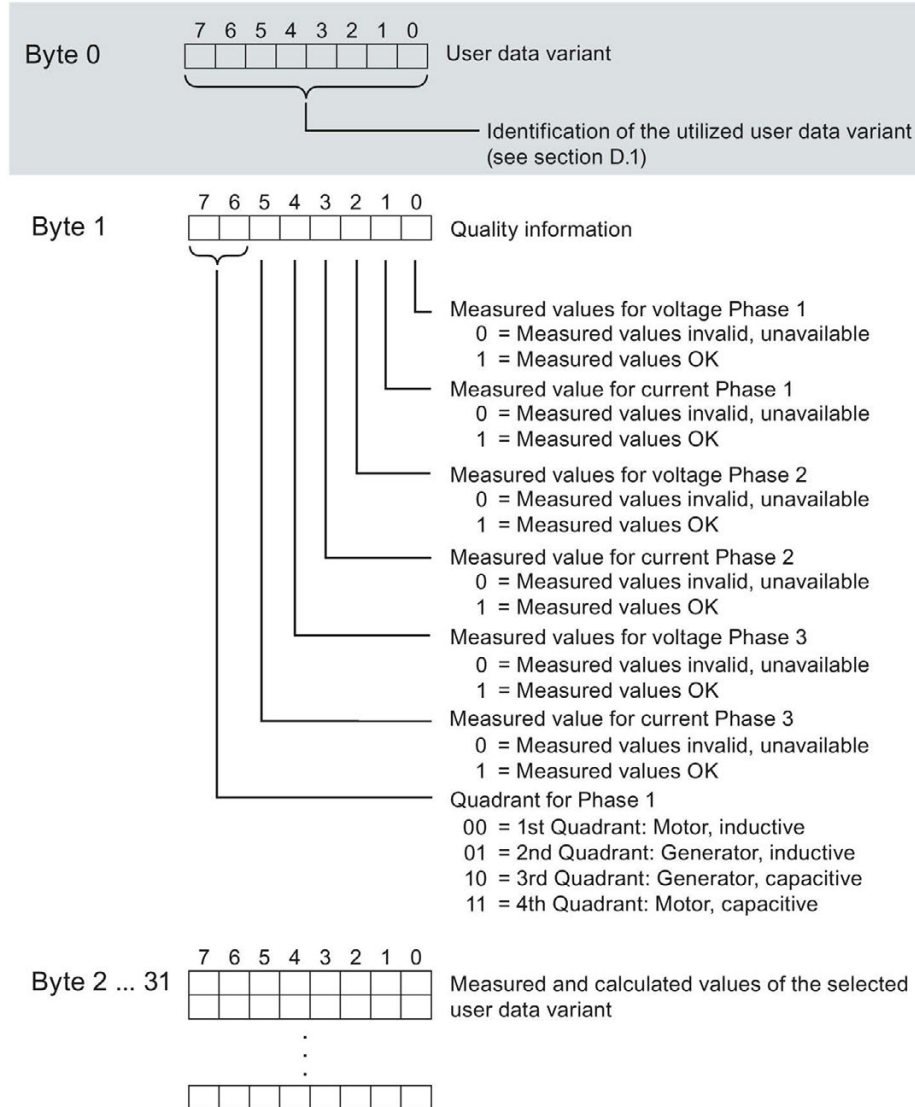 7 6 5 4 3 2 1 0
Byte 0 User data variant
Identification of the utilized user data variant
(see section D.1)
7 6 5 4 3 2 1 0
Byte 1 Quality information
Measured values for voltage Phase 1
0 = Measured values invalid, unavailable
1 = Measured values OK
Measured value for current Phase 1
0 = Measured values invalid, unavailable
1 = Measured values OK
Measured values for voltage Phase 2
0 = Measured values invalid, unavailable
1 = Measured values OK
Measured value for current Phase 2
0 = Measured values invalid, unavailable
1 = Measured values OK
Measured values for voltage Phase 3
0 = Measured values invalid, unavailable
1 = Measured values OK
Measured value for current Phase 3
0 = Measured values invalid, unavailable
1 = Measured values OK
Quadrant for Phase 1
00 = 1st Quadrant: Motor, inductive
01 = 2nd Quadrant: Generator, inductive
10 = 3rd Quadrant: Generator, capacitive
11 = 4th Quadrant: Motor, capacitive
7 6 5 4 3 2 1 0
Byte 2 ... 31 Measured and calculated values of the selected
user data variant